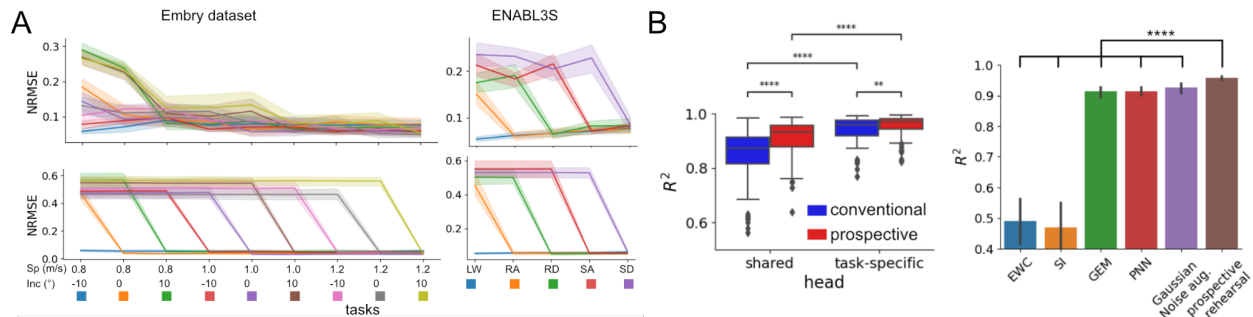 A
Embry dataset
ENABL3S
NRMSE
0.3
0.2
0.1
0.2
0.1
NRMSE
0.6
0.4
0.2
0.0
0.6
0.4
0.2
0.0
Sp (m/s)
0.8 0.8 0.8 1.0 1.0 1.0 1.2 1.2 1.2
Inc (°)
-10 0 10 -10 0 10 -10 0 10
LW RA RD SA SD
tasks
B
**** 
****
**** **
R²
1.0
0.8
0.6
conventional
prospective
shared task-specific
head
****
R²
1.0
0.9
0.8
0.7
0.6
0.5
0.4
EWC
SI
GEM
PNN
Gaussian
Noise aug.
prospective
rehearsal